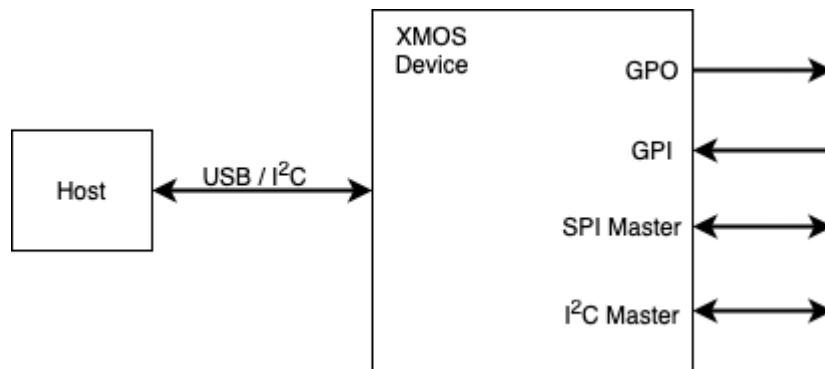 XMOS
Device
GPO
GPI
Host
USB / I²C
SPI Master
I²C Master